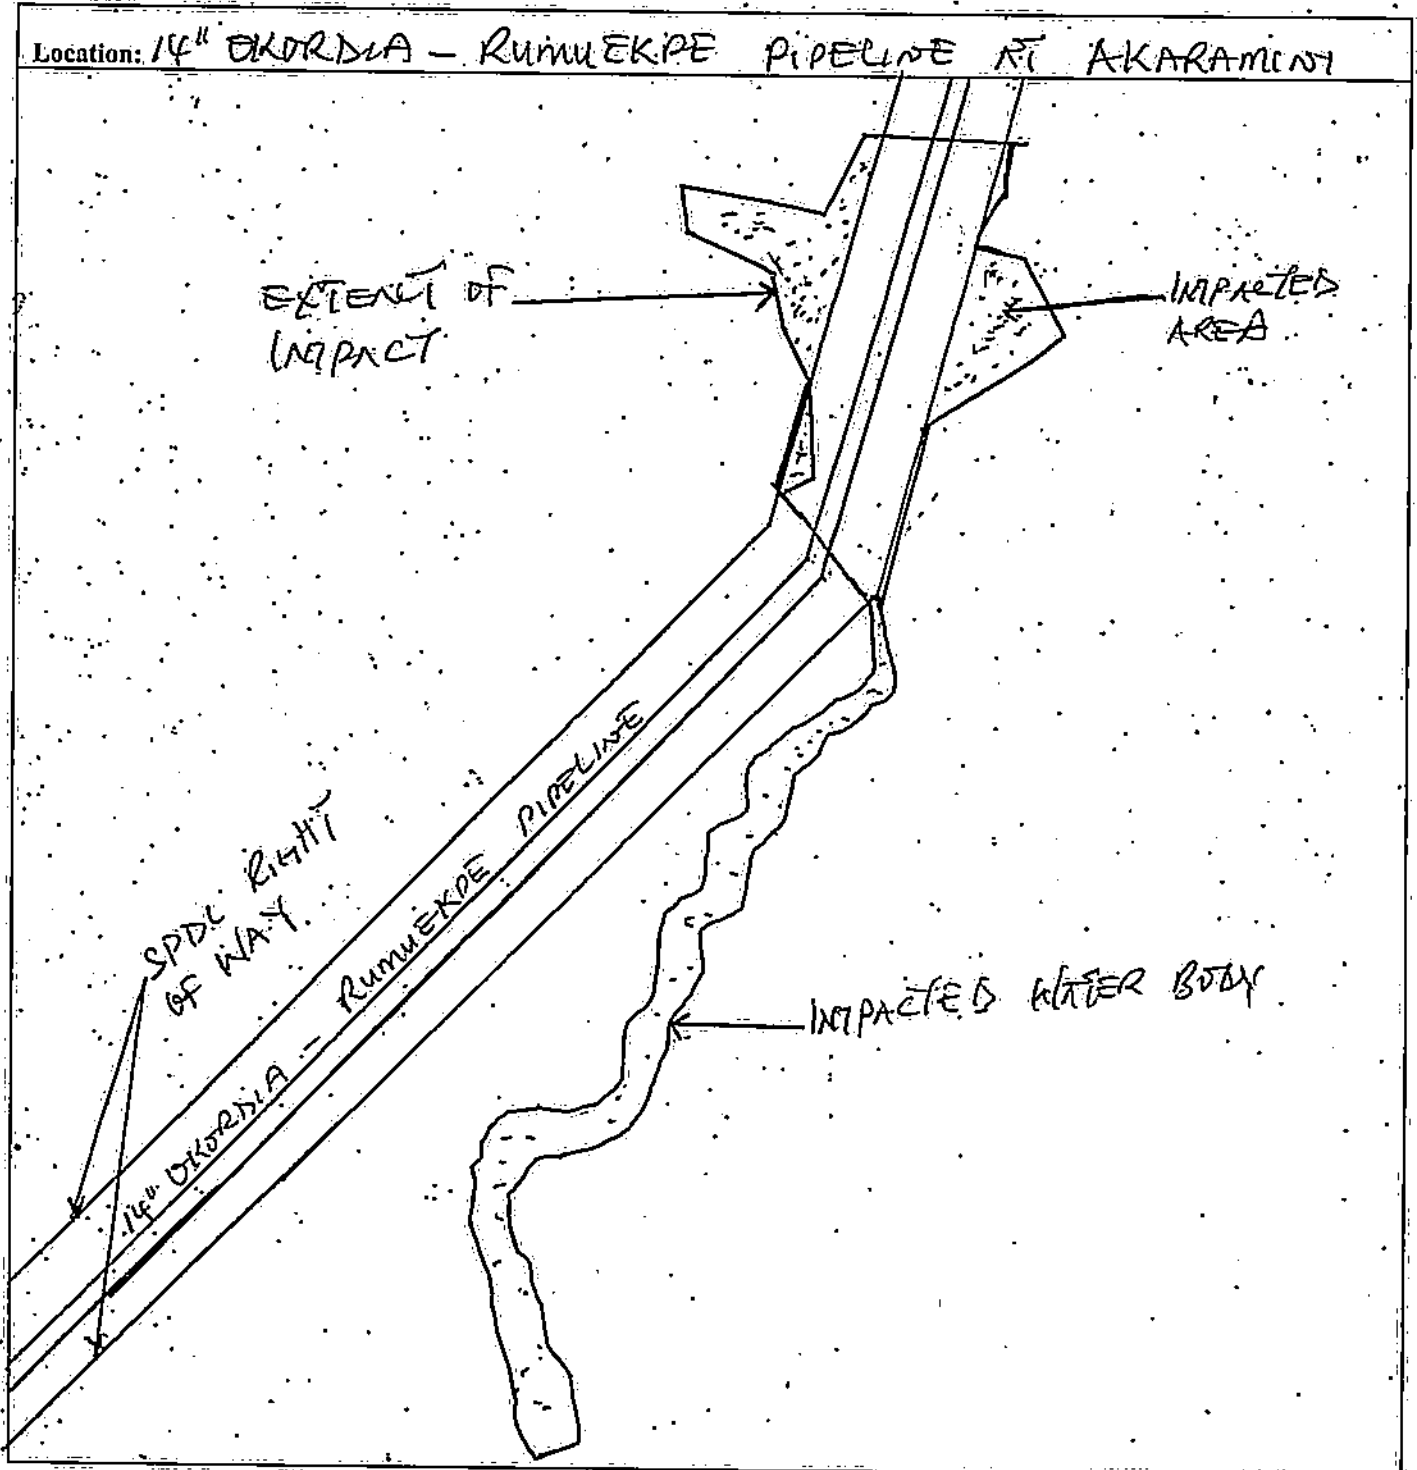 Location: 14" OKORDIA - RUMUEKPE PIPELINE AT AKARAMINI
EXTENT OF
IMPACT
IMPACTED
AREA
SPDC RIGHT
OF WAY
14" OKORDIA - RUMUEKPE PIPELINE
IMPACTED WATER BODY